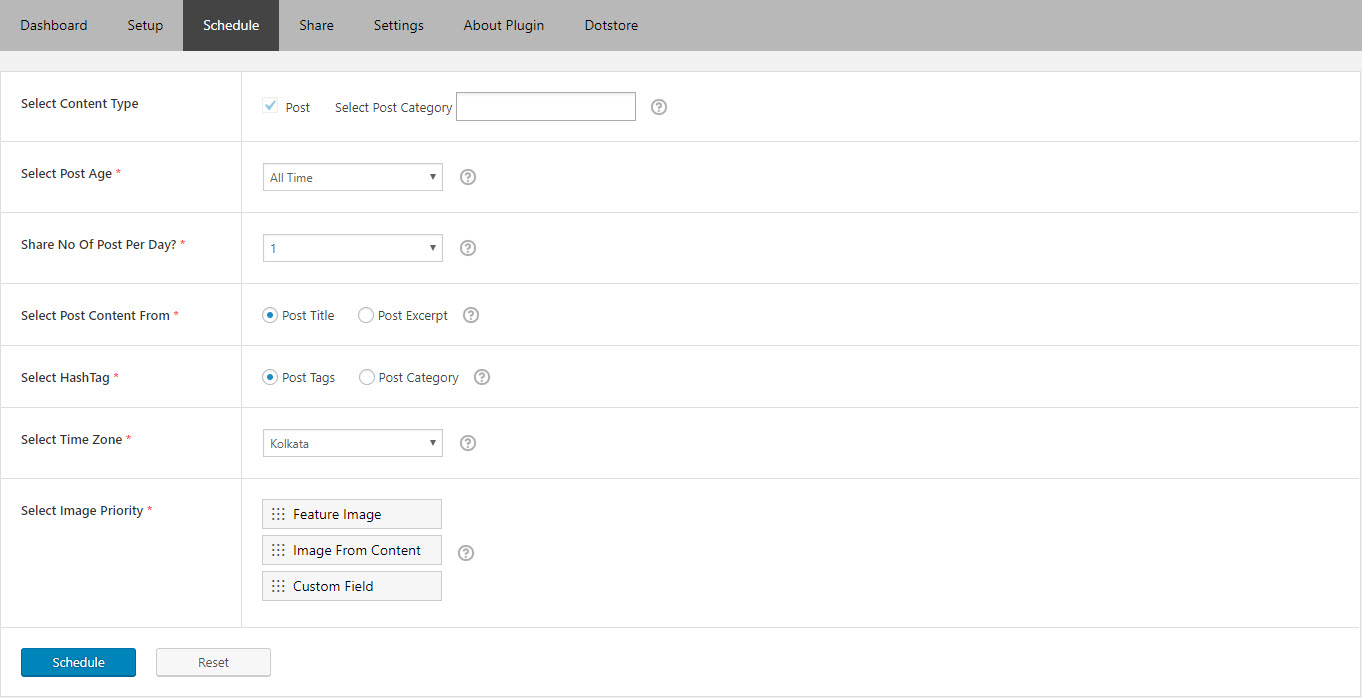 Dashboard Setup Schedule Share Settings About Plugin Dotstore
Select Content Type Post Select Post Category ?
Select Post Age * All Time ?
Share No Of Post Per Day? * 1 ?
Select Post Content From * Post Title Post Excerpt ?
Select HashTag * Post Tags Post Category ?
Select Time Zone * Kolkata ?
Select Image Priority * Feature Image
Image From Content ?
Custom Field
Schedule Reset